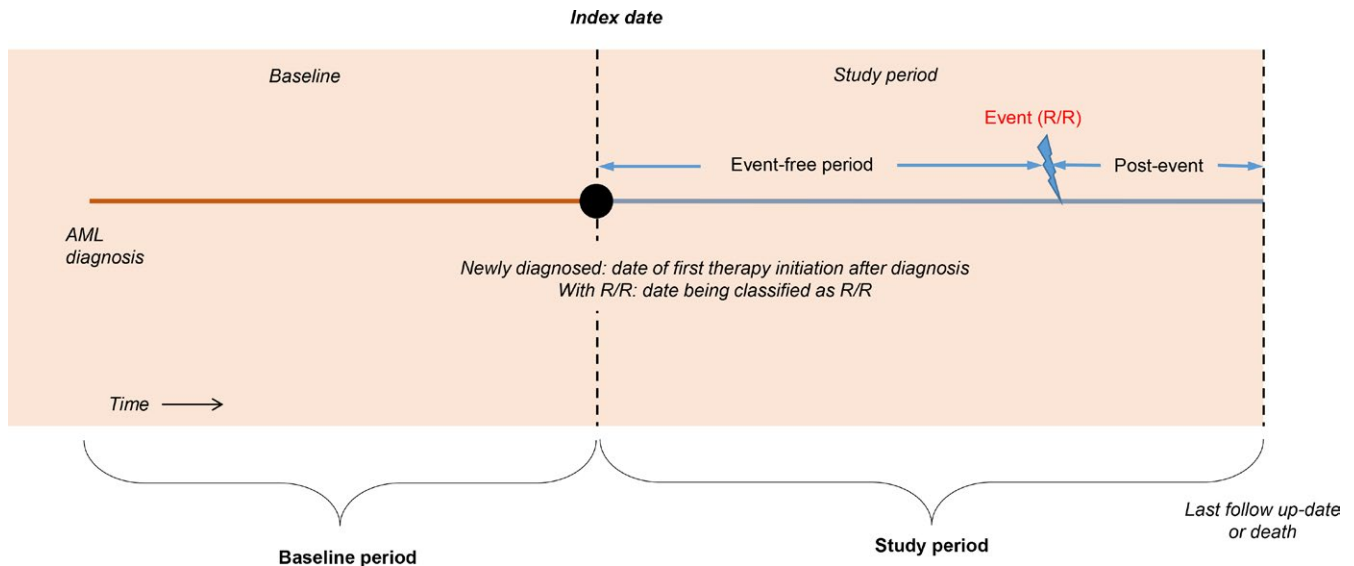 Index date
Baseline
Study period
Event (R/R)
Event-free period
Post-event
AML
diagnosis
Newly diagnosed: date of first therapy initiation after diagnosis
With R/R: date being classified as R/R
Time
Last follow up-date
or death
Baseline period
Study period